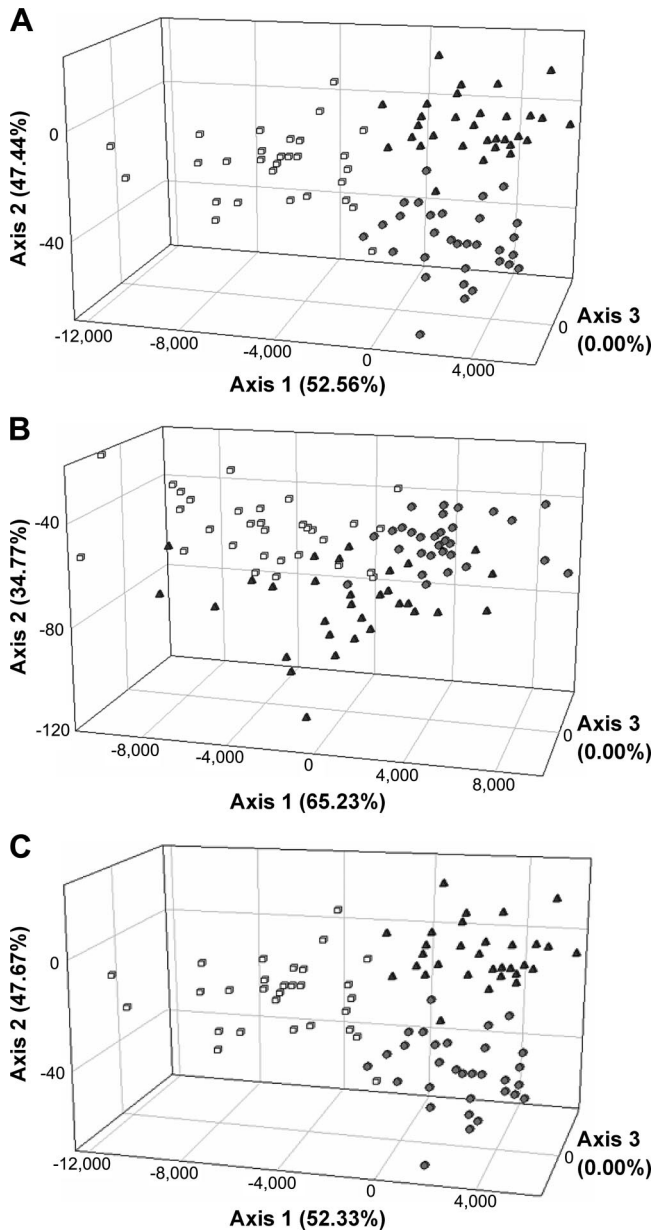 A
Axis 2 (47.44%)
0
-40
-12,000
-8,000
-4,000
0
4,000
0
Axis 3
(0.00%)
Axis 1 (52.56%)
B
Axis 2 (34.77%)
-40
-80
-120
-8,000
-4,000
0
4,000
8,000
0
Axis 3
(0.00%)
Axis 1 (65.23%)
C
Axis 2 (47.67%)
0
-40
-12,000
-8,000
-4,000
0
4,000
0
Axis 3
(0.00%)
Axis 1 (52.33%)